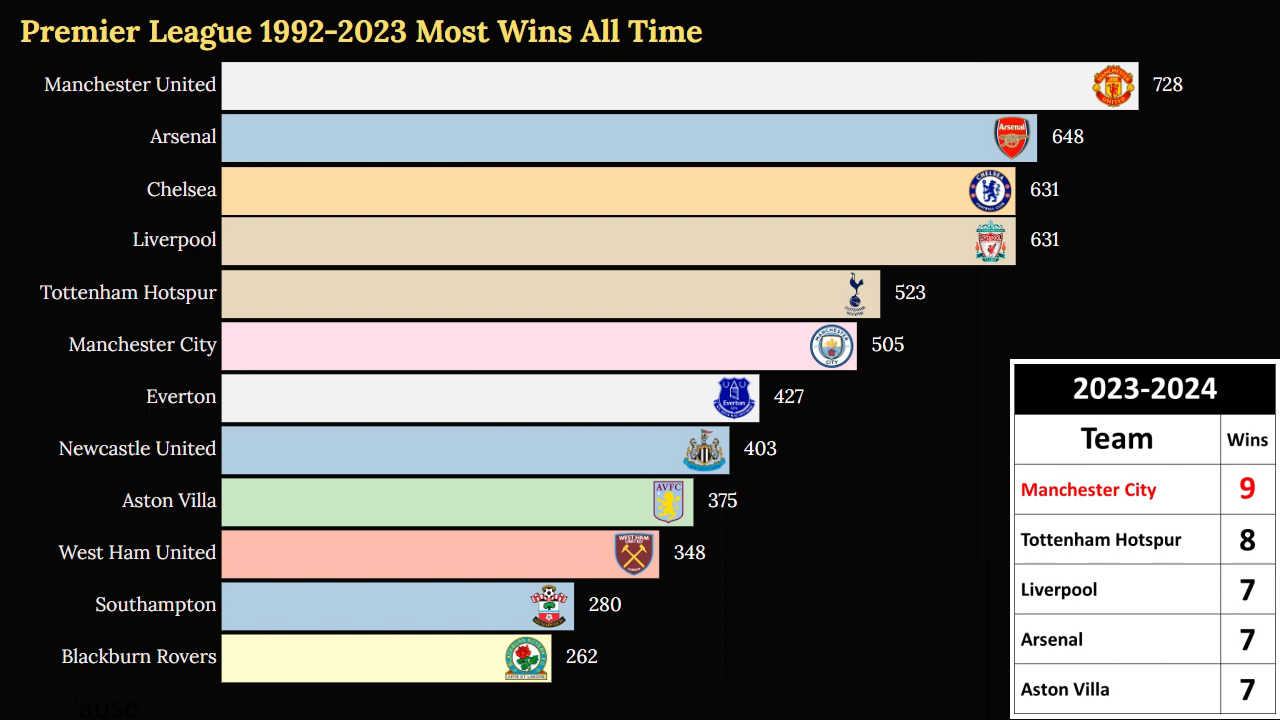 Premier League 1992-2023 Most Wins All Time
Manchester United 728
Arsenal 648
Chelsea 631
Liverpool 631
Tottenham Hotspur 523
Manchester City 505
Everton 427
Newcastle United 403
Aston Villa 375
West Ham United 348
Southampton 280
Blackburn Rovers 262
Arsenal
Everton
AVFC
2023-2024
Team Wins
Manchester City 9
Tottenham Hotspur 8
Liverpool 7
Arsenal 7
Aston Villa 7